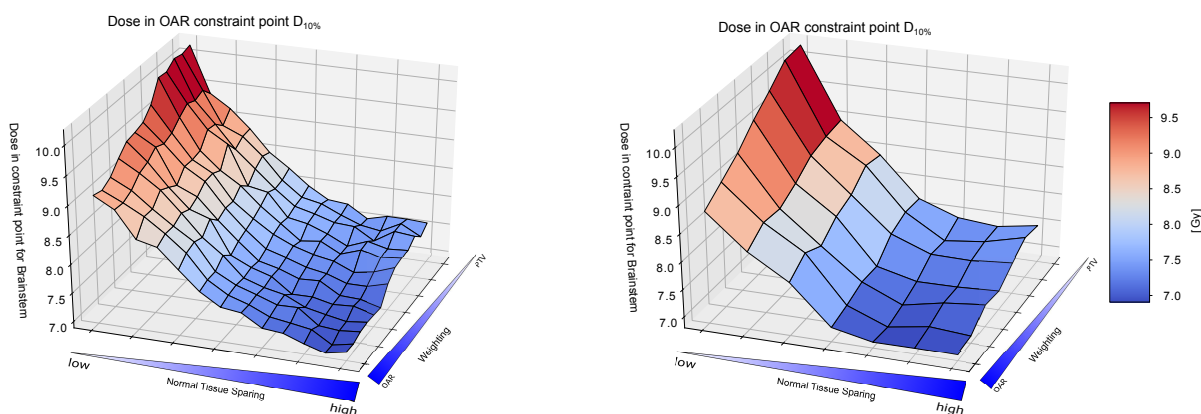 Dose in OAR constraint point D10%
Dose in constraint point for Brainstem
10.0
9.5
9.0
8.5
8.0
7.5
7.0
low
Normal Tissue Sparing
high
OAR
Weighting
PTV
Dose in OAR constraint point D10%
Dose in contraint point for Brainstem
10.0
9.5
9.0
8.5
8.0
7.5
7.0
low
Normal Tissue Sparing
high
OAR
Weighting
PTV
9.5
9.0
8.5
8.0
7.5
7.0
[Gy]